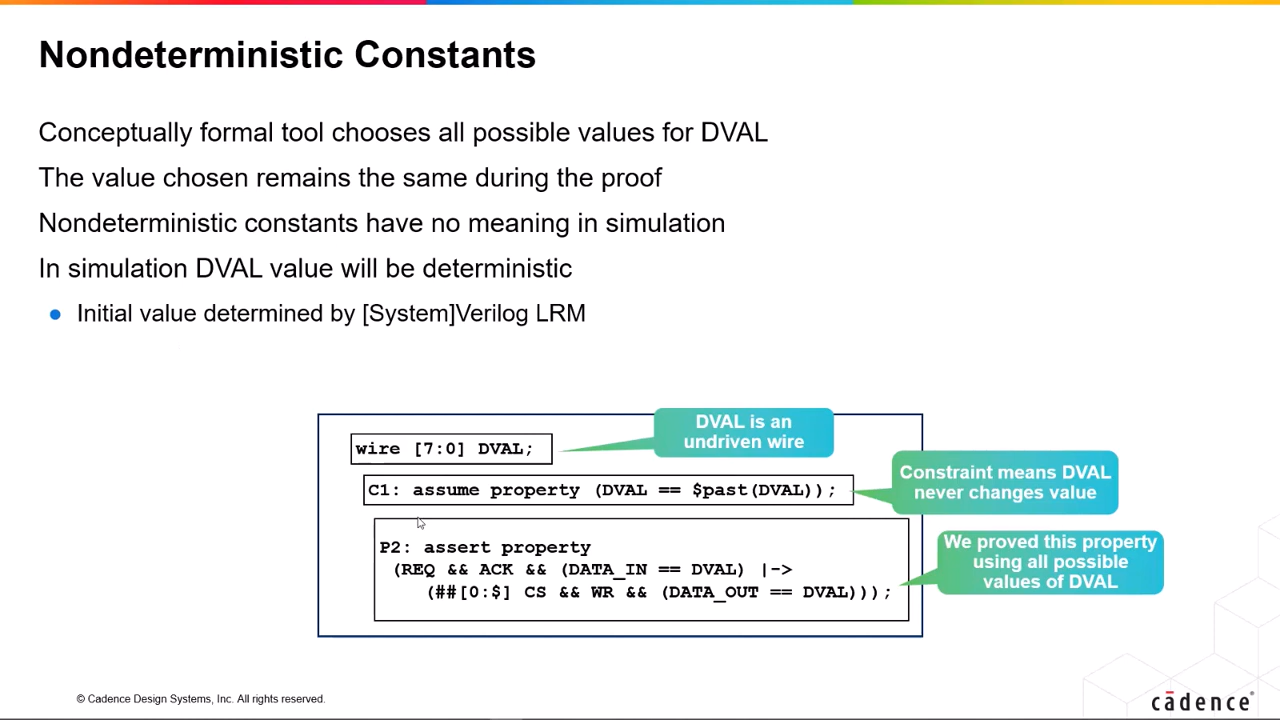 Nondeterministic Constants
Conceptually formal tool chooses all possible values for DVAL
The value chosen remains the same during the proof
Nondeterministic constants have no meaning in simulation
In simulation DVAL value will be deterministic
● Initial value determined by [System]Verilog LRM
DVAL is an
undriven wire
wire [7:0] DVAL;
Constraint means DVAL
never changes value
C1: assume property (DVAL == $past(DVAL));
We proved this property
using all possible
values of DVAL
P2: assert property
(REQ && ACK && (DATA_IN == DVAL) |->
(##[0:$] CS && WR && (DATA_OUT == DVAL)));
© Cadence Design Systems, Inc. All rights reserved.
cādence®